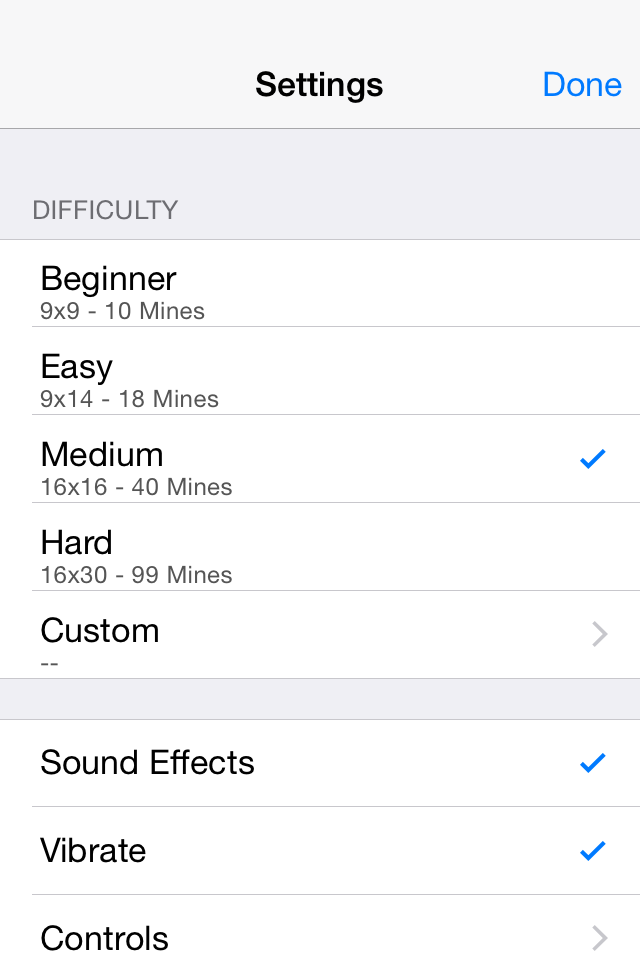 Settings
Done
DIFFICULTY
Beginner
9x9 - 10 Mines
Easy
9x14 - 18 Mines
Medium
16x16 - 40 Mines
Hard
16x30 - 99 Mines
Custom
--
Sound Effects
Vibrate
Controls